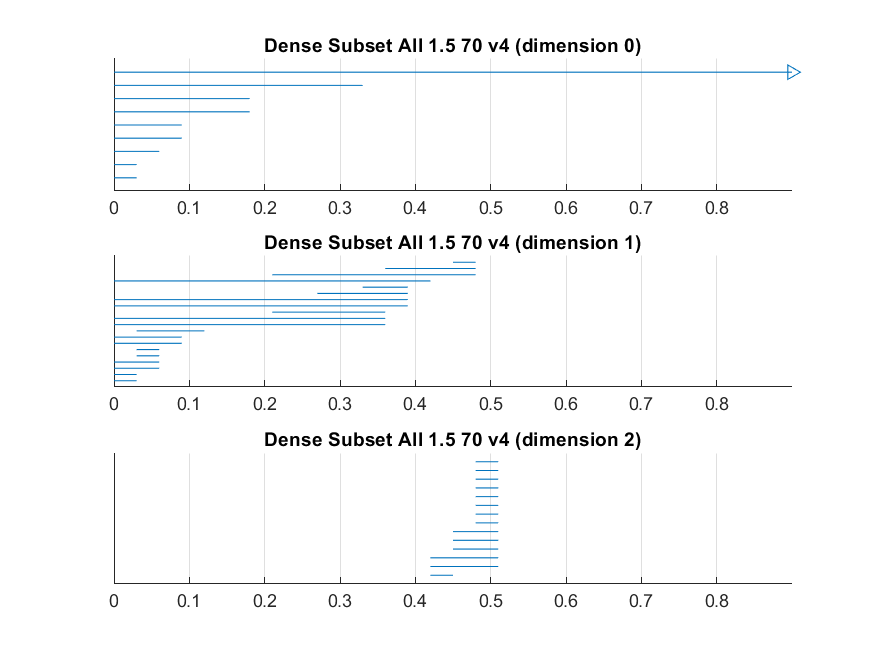 Dense Subset All 1.5 70 v4 (dimension 0)
0 0.1 0.2 0.3 0.4 0.5 0.6 0.7 0.8
Dense Subset All 1.5 70 v4 (dimension 1)
0 0.1 0.2 0.3 0.4 0.5 0.6 0.7 0.8
Dense Subset All 1.5 70 v4 (dimension 2)
0 0.1 0.2 0.3 0.4 0.5 0.6 0.7 0.8